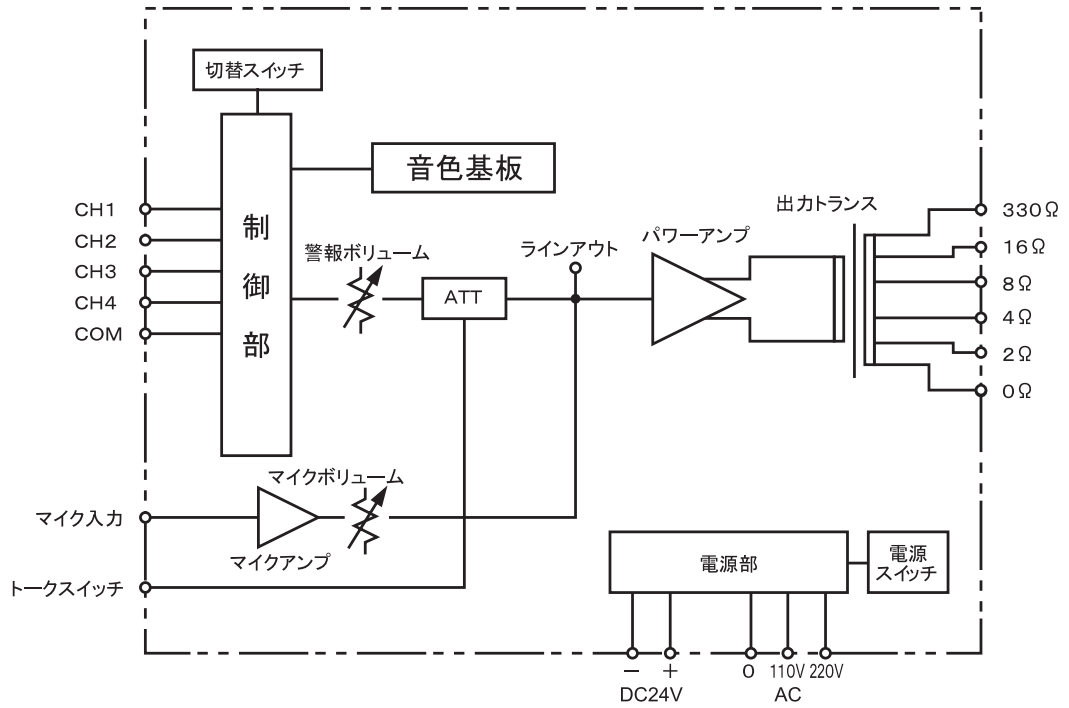 切替スイッチ
音色基板
制御部
CH1
CH2
CH3
CH4
COM
警報ボリューム
ATT
ラインアウト
パワーアンプ
出力トランス
330Ω
16Ω
8Ω
4Ω
2Ω
0Ω
マイクボリューム
マイク入力
マイクアンプ
トークスイッチ
電源部
電源
スイッチ
− + 0 110V 220V
DC24V AC